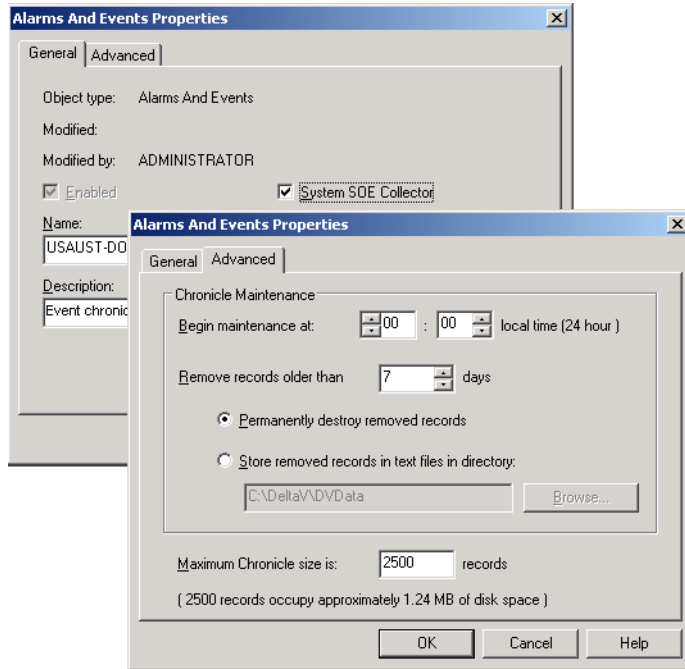 Alarms And Events Properties
General Advanced
Object type: Alarms And Events
Modified:
Modified by: ADMINISTRATOR
Enabled System SOE Collector
Name:
USAUST-DO
Description:
Event chronic
Alarms And Events Properties
General Advanced
Chronicle Maintenance
Begin maintenance at: 00 : 00 local time (24 hour )
Remove records older than 7 days
Permanently destroy removed records
Store removed records in text files in directory:
C:\DeltaV\DVData Browse...
Maximum Chronicle size is: 2500 records
( 2500 records occupy approximately 1.24 MB of disk space )
OK Cancel Help